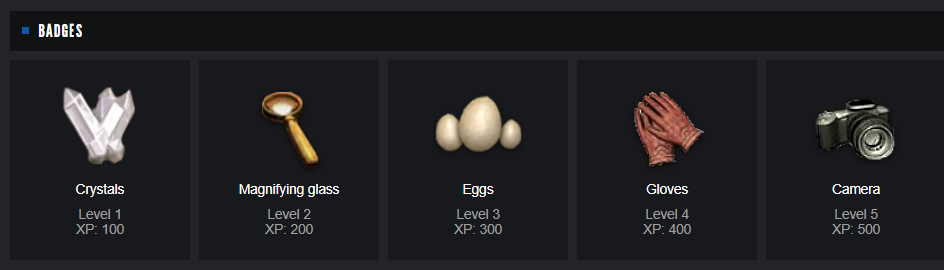 BADGES
Crystals
Level 1
XP: 100
Magnifying glass
Level 2
XP: 200
Eggs
Level 3
XP: 300
Gloves
Level 4
XP: 400
Camera
Level 5
XP: 500